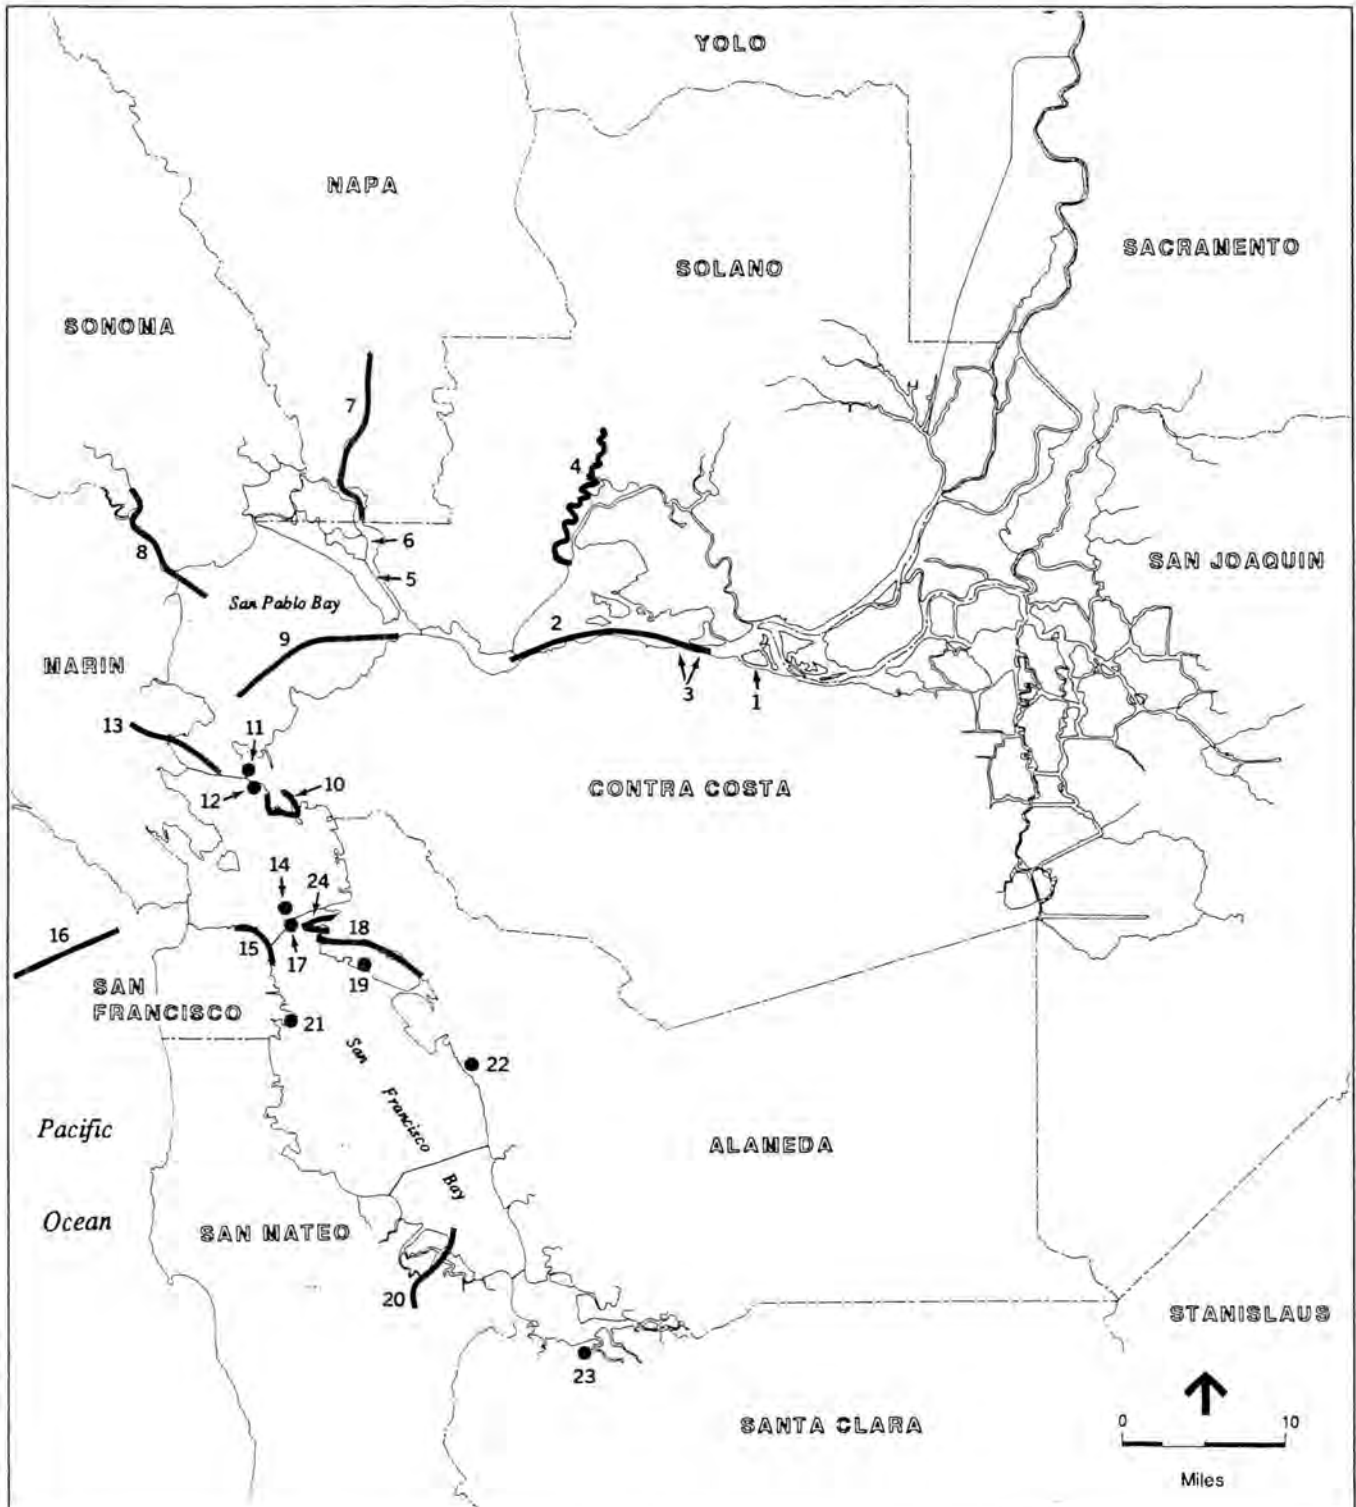 YOLO
NAPA
SACRAMENTO
SOLANO
SONOMA
7
4
6
8
5
SAN JOAQUIN
San Pablo Bay
2
9
MARIN
3
1
13
11
10
12
CONTRA COSTA
14
24
16
15
18
17
19
SAN
FRANCISCO
21
San
Francisco
Bay
22
Pacific
Ocean
ALAMEDA
SAN MATEO
20
STANISLAUS
23
SANTA CLARA
0 10
Miles